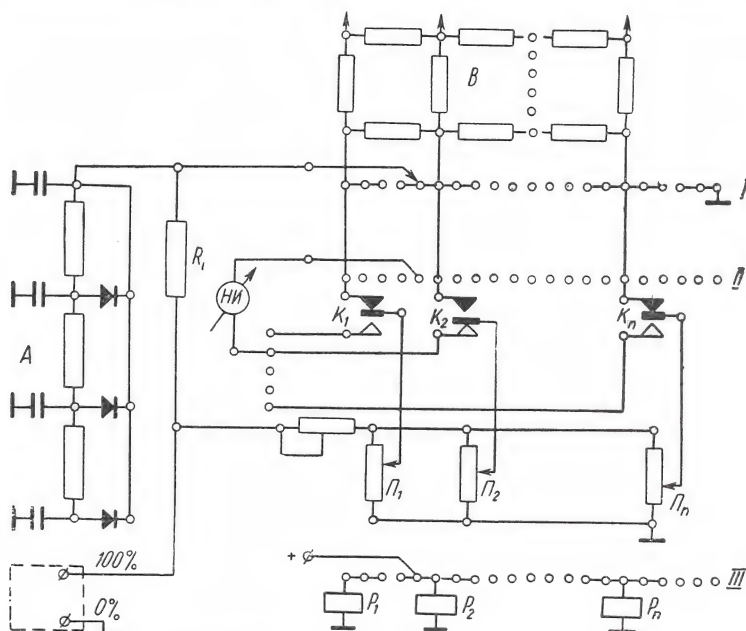 B
I
R₁
II
НИ
K₁
K₂
Kn
A
П₁
П₂
Пn
100%
+
III
0%
P₁
P₂
Pn